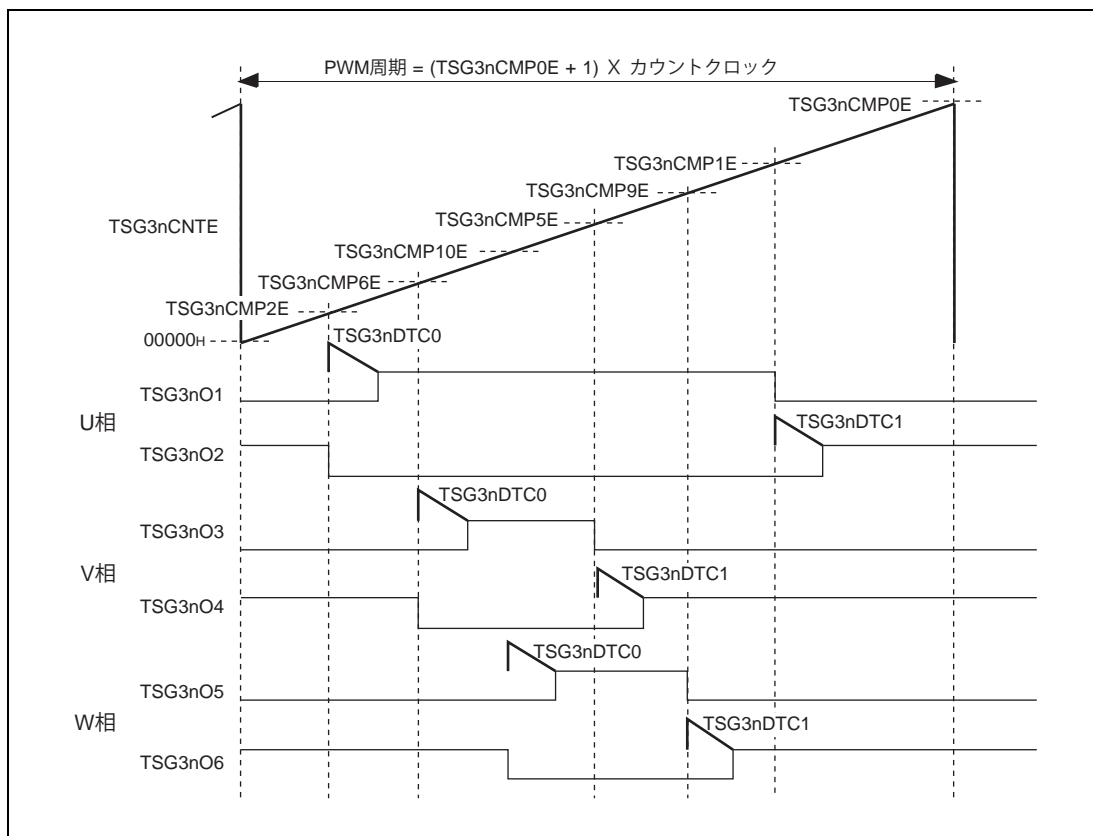 PWM周期 = (TSG3nCMP0E + 1) X カウントクロック
TSG3nCMP0E
TSG3nCMP1E
TSG3nCMP9E
TSG3nCMP5E
TSG3nCNTE
TSG3nCMP10E
TSG3nCMP6E
TSG3nCMP2E
00000H
TSG3nDTC0
TSG3nO1
U相
TSG3nDTC1
TSG3nO2
TSG3nDTC0
TSG3nO3
V相
TSG3nDTC1
TSG3nO4
TSG3nDTC0
TSG3nO5
W相
TSG3nDTC1
TSG3nO6